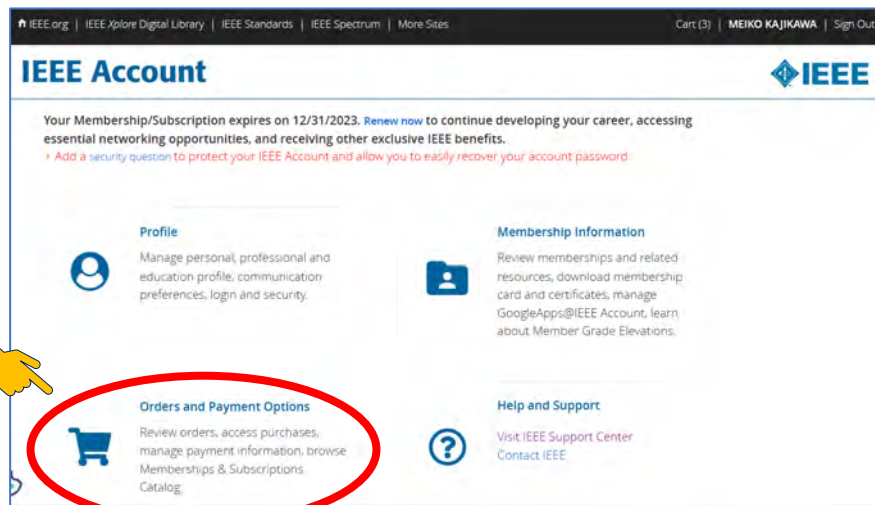 IEEE.org | IEEE Xplore Digital Library | IEEE Standards | IEEE Spectrum | More Sites
Cart (3) | MEIKO KAJIKAWA | Sign Out
IEEE Account
IEEE
Your Membership/Subscription expires on 12/31/2023. Renew now to continue developing your career, accessing
essential networking opportunities, and receiving other exclusive IEEE benefits.
› Add a security question to protect your IEEE Account and allow you to easily recover your account password
Profile
Manage personal, professional and
education profile, communication
preferences, login and security.
Membership Information
Review memberships and related
resources, download membership
card and certificates, manage
GoogleApps@IEEE Account, learn
about Member Grade Elevations.
Orders and Payment Options
Review orders, access purchases,
manage payment information, browse
Memberships & Subscriptions
Catalog.
Help and Support
Visit IEEE Support Center
Contact IEEE